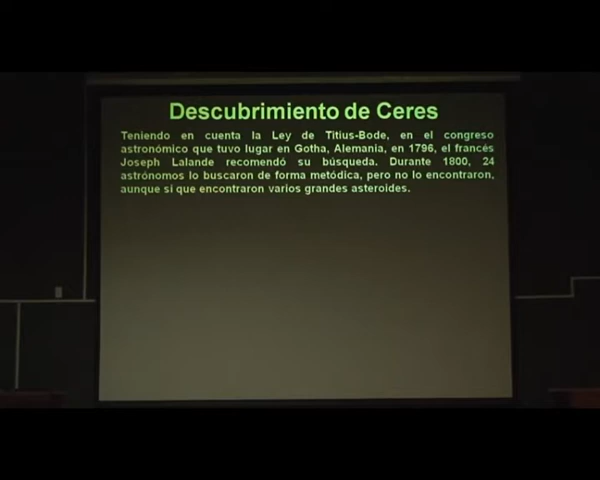 Descubrimiento de Ceres
Teniendo en cuenta la Ley de Titius-Bode, en el congreso
astronómico que tuvo lugar en Gotha, Alemania, en 1796, el francés
Joseph Lalande recomendó su búsqueda. Durante 1800, 24
astrónomos lo buscaron de forma metódica, pero no lo encontraron,
aunque si que encontraron varios grandes asteroides.